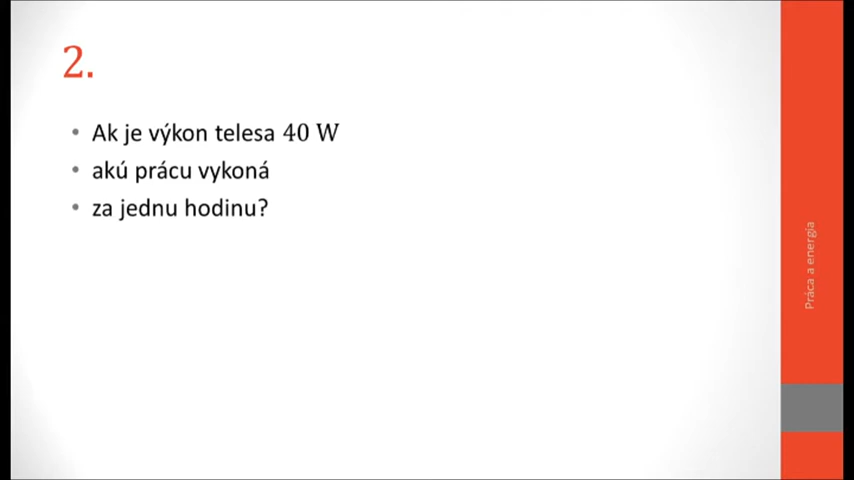 2.
• Ak je výkon telesa 40 W
• akú prácu vykoná
• za jednu hodinu?
Práca a energia